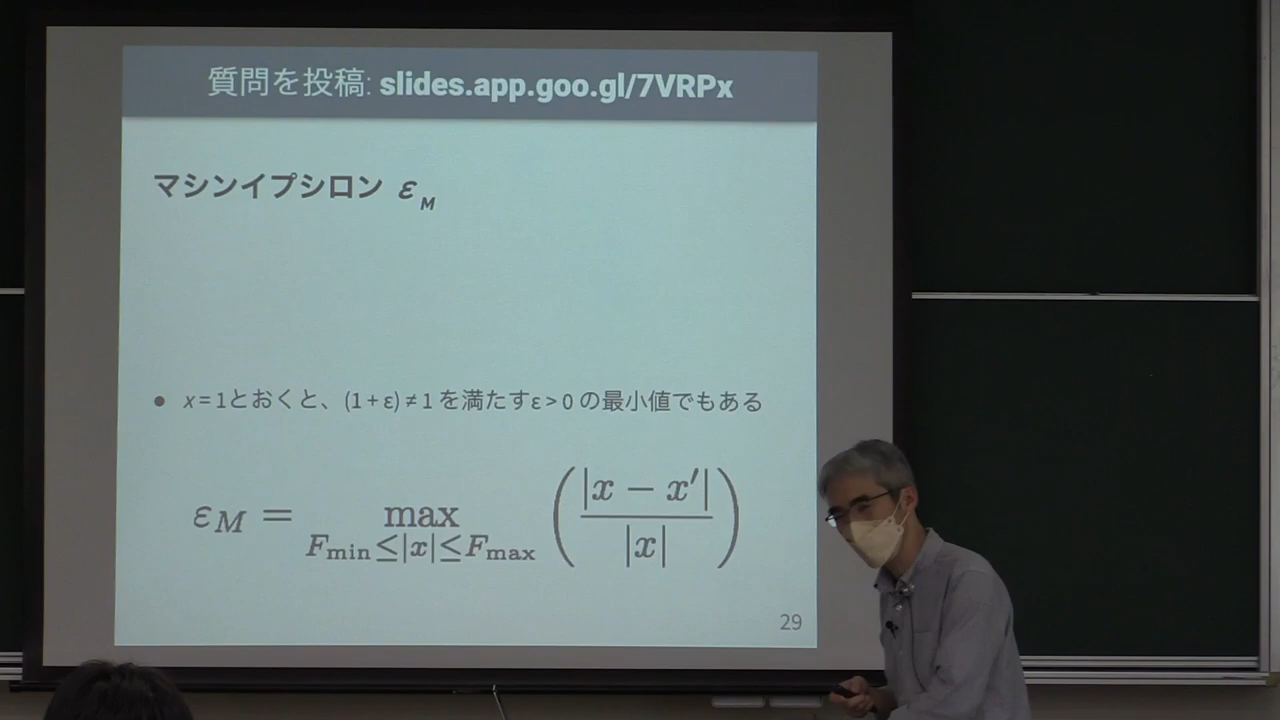 質問を投稿: slides.app.goo.gl/7VRPx
マシンイプシロン ε_M
● x = 1とおくと、(1 + ε) ≠ 1 を満たすε > 0 の最小値でもある
ε_M = max_{F_min ≤ |x| ≤ F_max} ( |x − x′| / |x| )
29